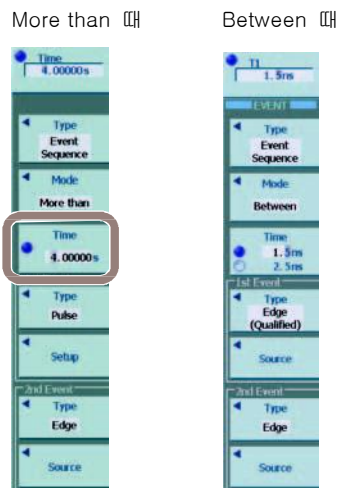 More than 때
Time
4.00000s
Type
Event
Sequence
Mode
More than
Time
4.00000s
Type
Pulse
Setup
2nd Event
Type
Edge
Source
Between 때
T1
1.5ns
EVENT
Type
Event
Sequence
Mode
Between
Time
1.5ns
2.5ns
1st Event
Type
Edge
(Qualified)
Source
2nd Event
Type
Edge
Source